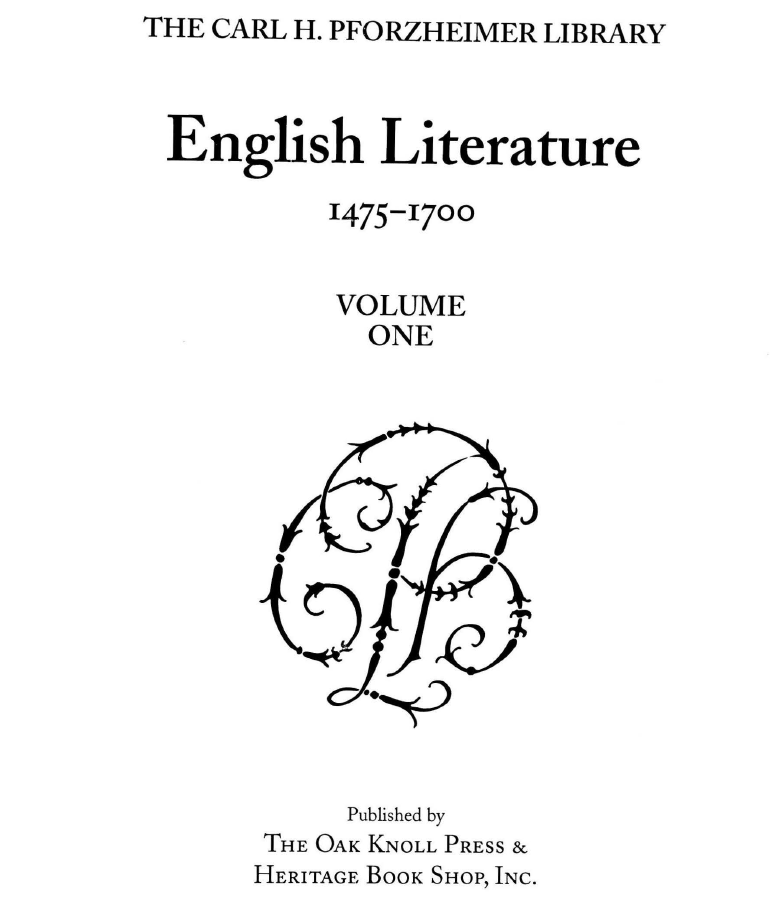 THE CARL H. PFORZHEIMER LIBRARY
English Literature
1475–1700
VOLUME
ONE
Published by
THE OAK KNOLL PRESS &
HERITAGE BOOK SHOP, INC.